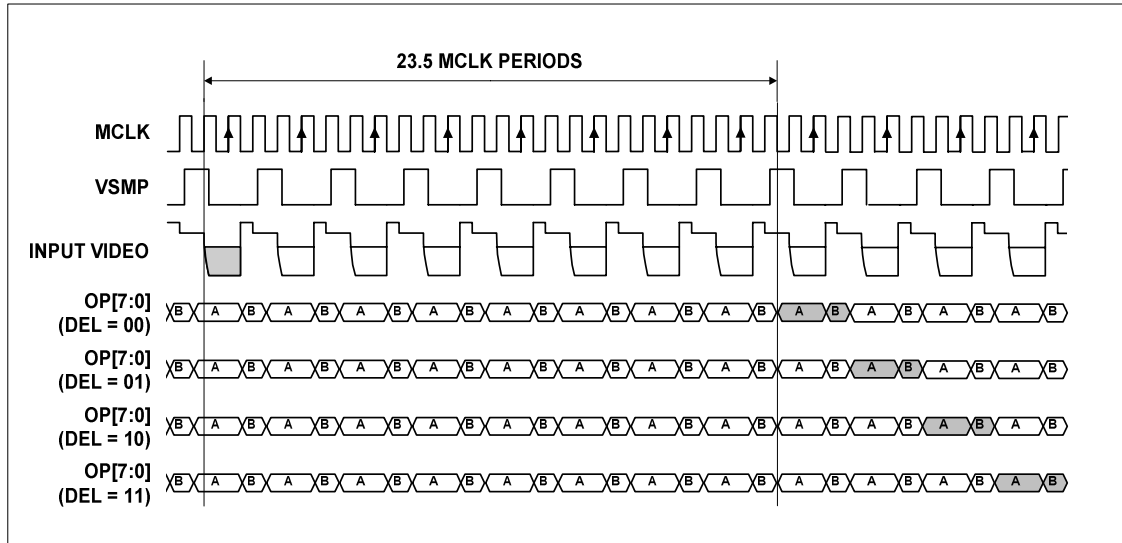 23.5 MCLK PERIODS
MCLK
VSMP
INPUT VIDEO
OP[7:0]
(DEL = 00)
B A B A B A B A B A B A B A B A B A B A B A B A B
OP[7:0]
(DEL = 01)
B A B A B A B A B A B A B A B A B A B A B A B A B
OP[7:0]
(DEL = 10)
B A B A B A B A B A B A B A B A B A B A B A B A B
OP[7:0]
(DEL = 11)
B A B A B A B A B A B A B A B A B A B A B A B A B